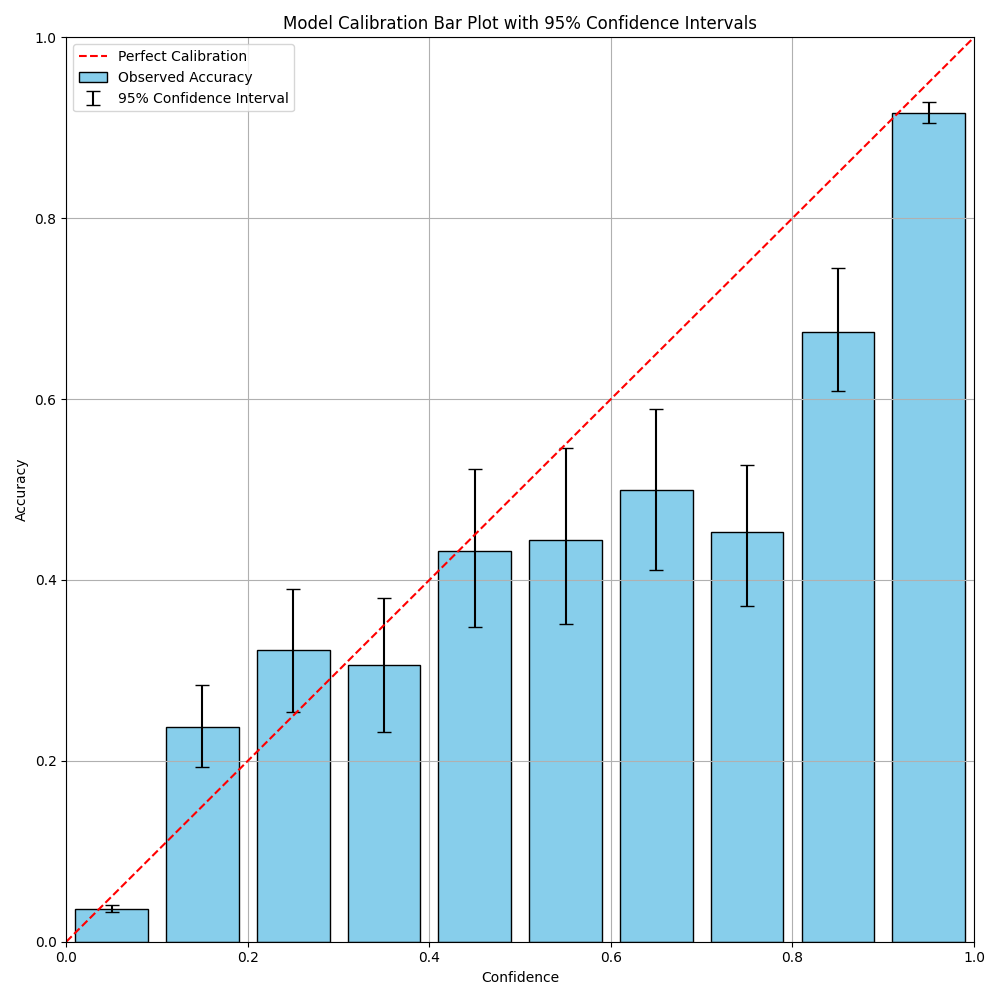 Model Calibration Bar Plot with 95% Confidence Intervals
Perfect Calibration
Observed Accuracy
95% Confidence Interval
1.0
0.8
0.6
0.4
0.2
0.0
Accuracy
0.0 0.2 0.4 0.6 0.8 1.0
Confidence